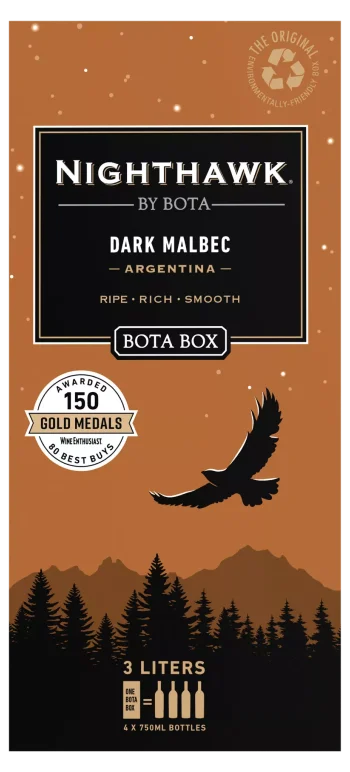 THE ORIGINAL
ENVIRONMENTALLY-FRIENDLY BOX
NIGHTHAWK®
BY BOTA
DARK MALBEC
– ARGENTINA –
RIPE · RICH · SMOOTH
BOTA BOX
AWARDED
150
GOLD MEDALS
WINE ENTHUSIAST
80 BEST BUYS
3 LITERS
ONE
BOTA
BOX
=
4 X 750ML BOTTLES